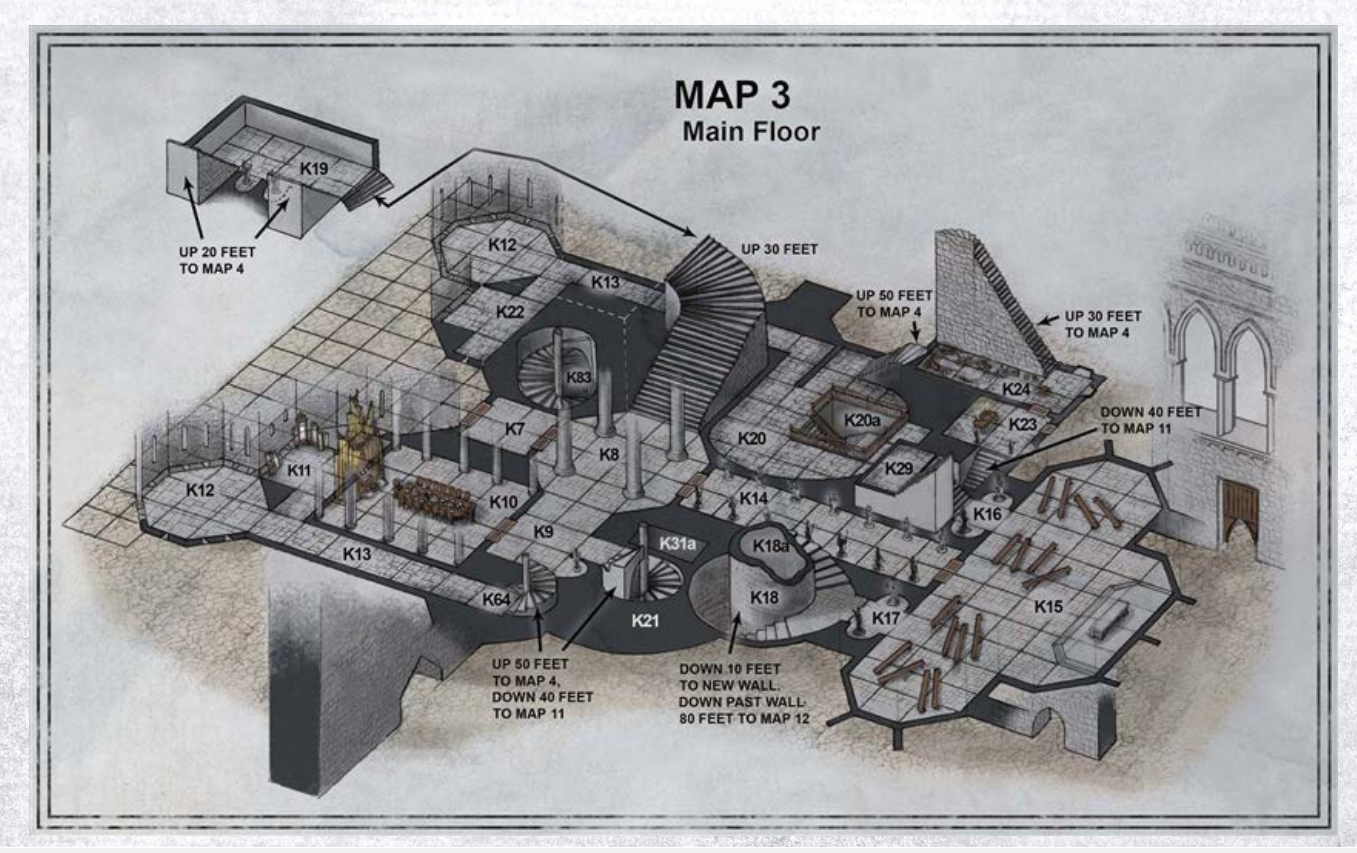 MAP 3
Main Floor
K19
UP 20 FEET
TO MAP 4
K12
K13
UP 30 FEET
K22
UP 50 FEET
TO MAP 4
UP 30 FEET
TO MAP 4
K83
K24
K20a
K23
DOWN 40 FEET
TO MAP 11
K7
K20
K8
K29
K11
K12
K10
K14
K16
K9
K31a
K18a
K13
K64
K18
K15
K21
K17
UP 50 FEET
TO MAP 4,
DOWN 40 FEET
TO MAP 11
DOWN 10 FEET
TO NEW WALL.
DOWN PAST WALL
80 FEET TO MAP 12